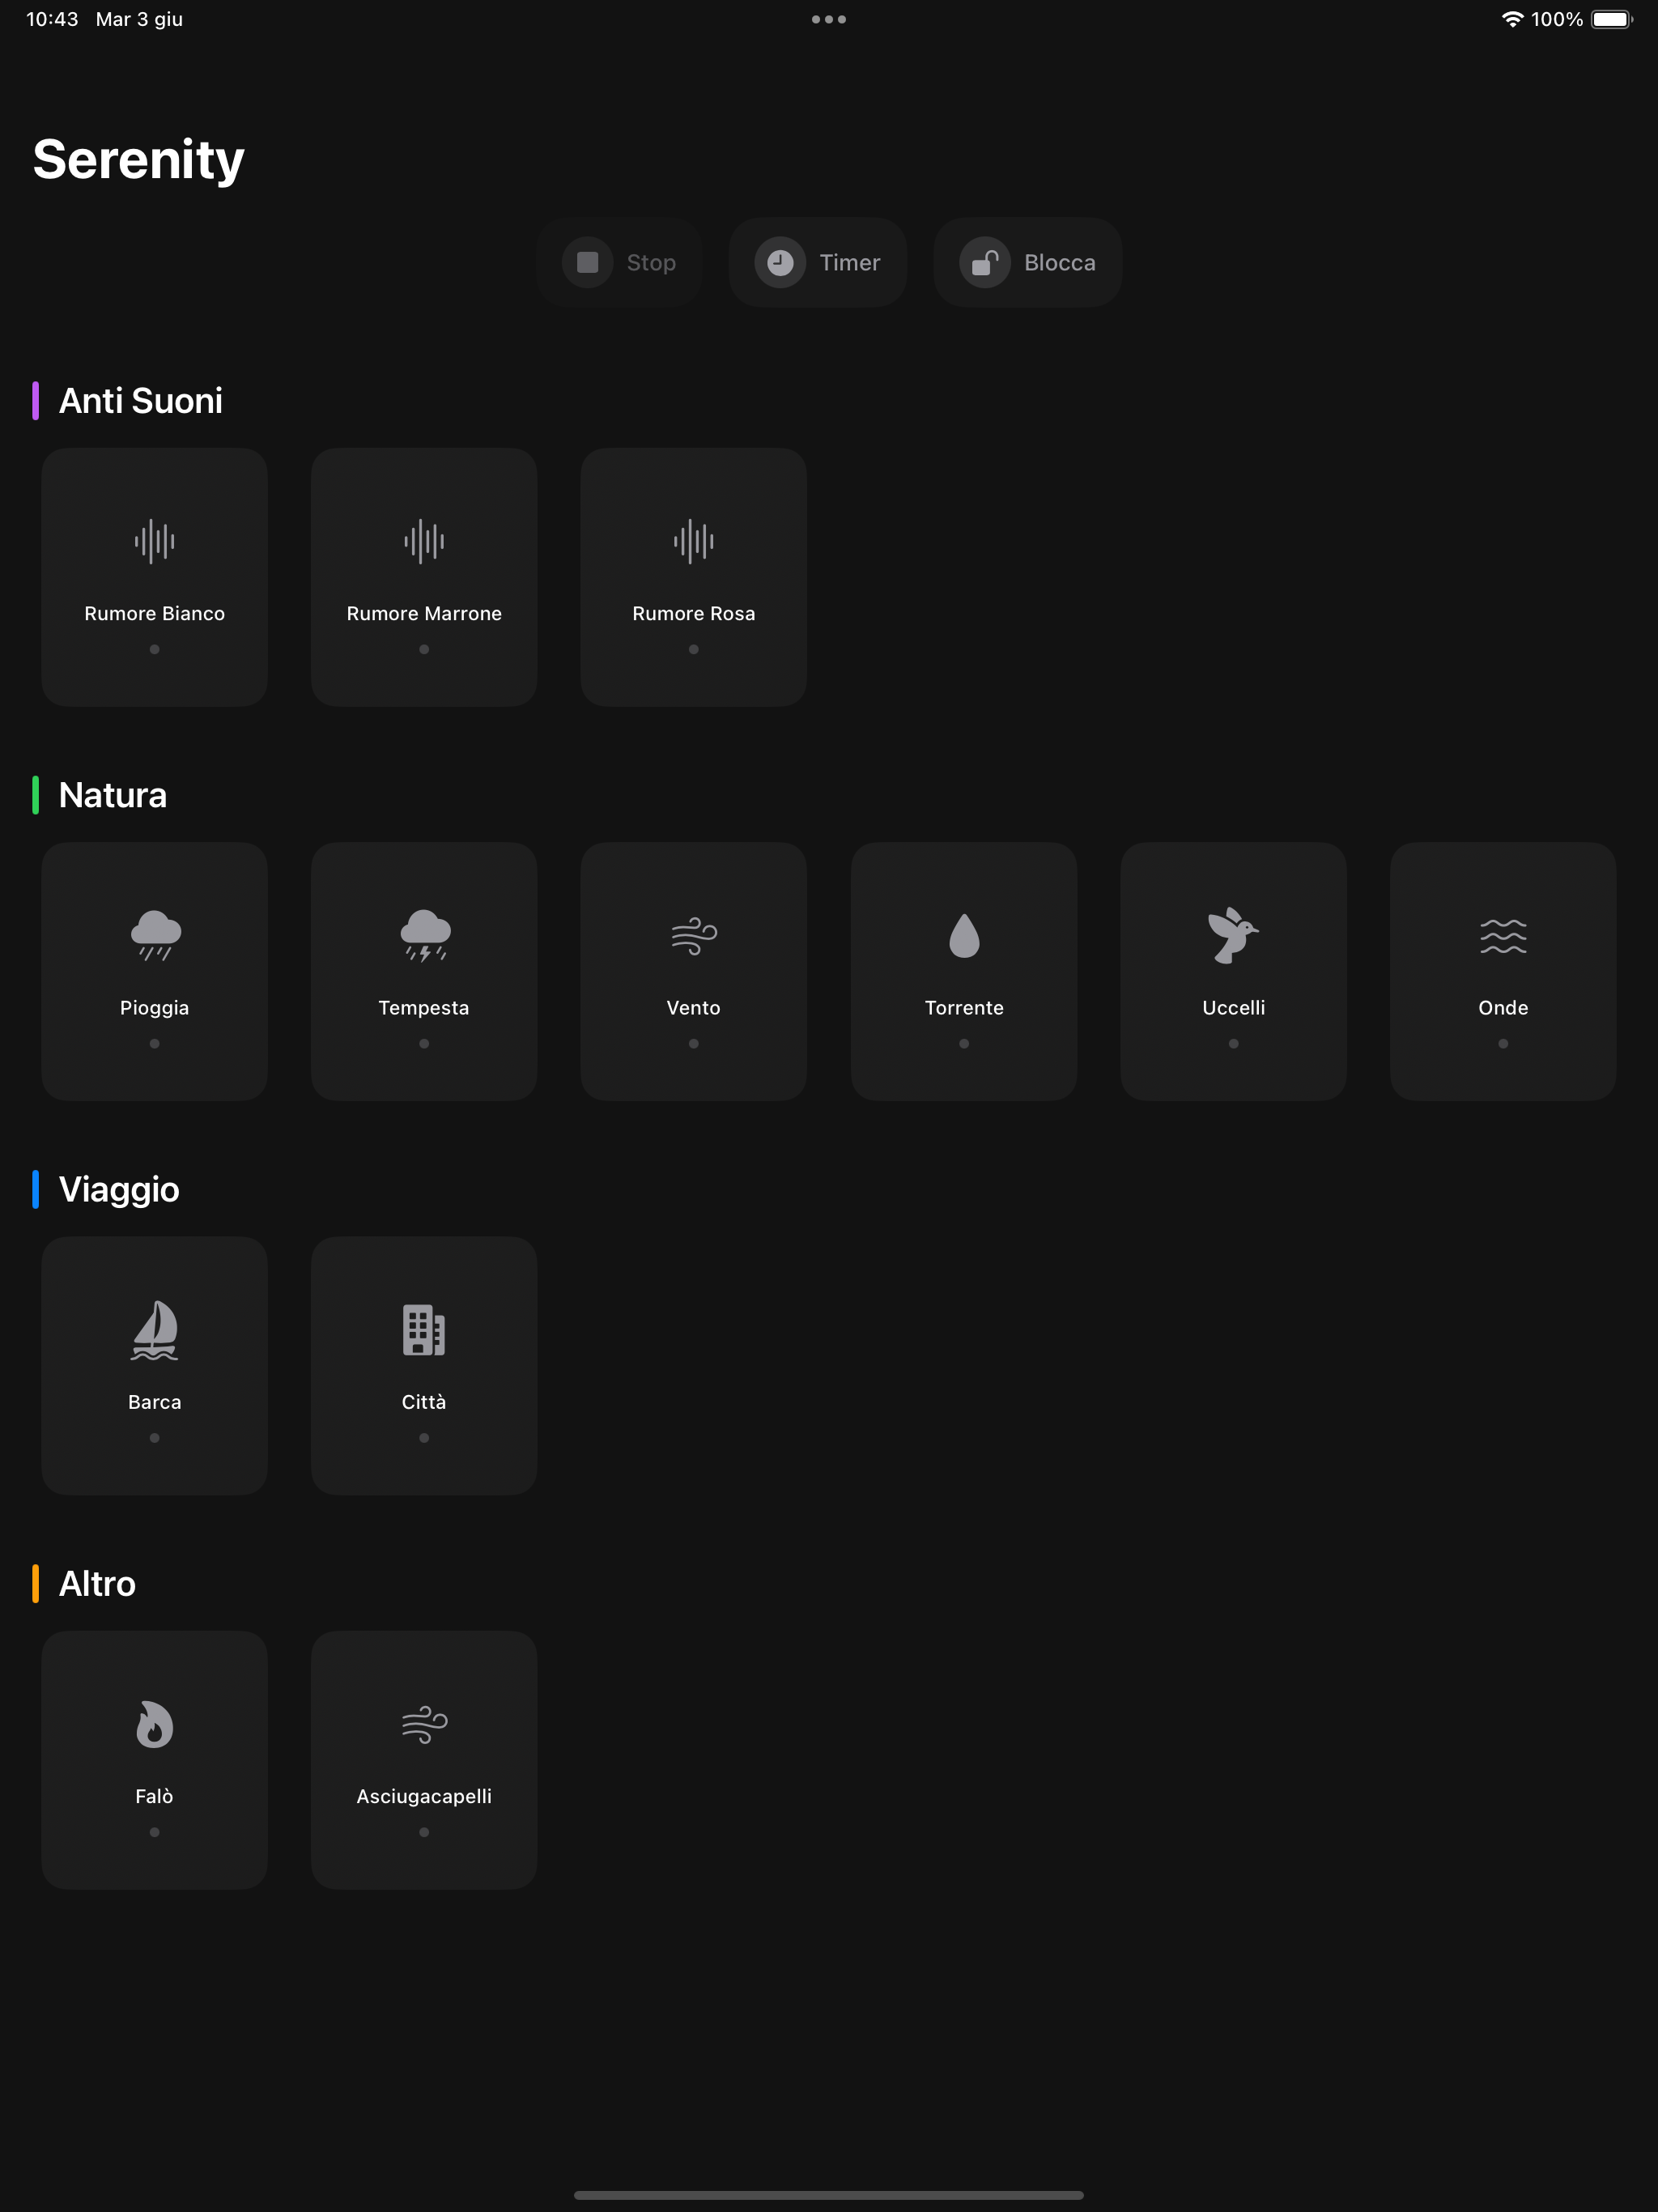 10:43 Mar 3 giu
100%
Serenity
Stop Timer Blocca
Anti Suoni
Rumore Bianco Rumore Marrone Rumore Rosa
Natura
Pioggia Tempesta Vento Torrente Uccelli Onde
Viaggio
Barca Città
Altro
Falò Asciugacapelli